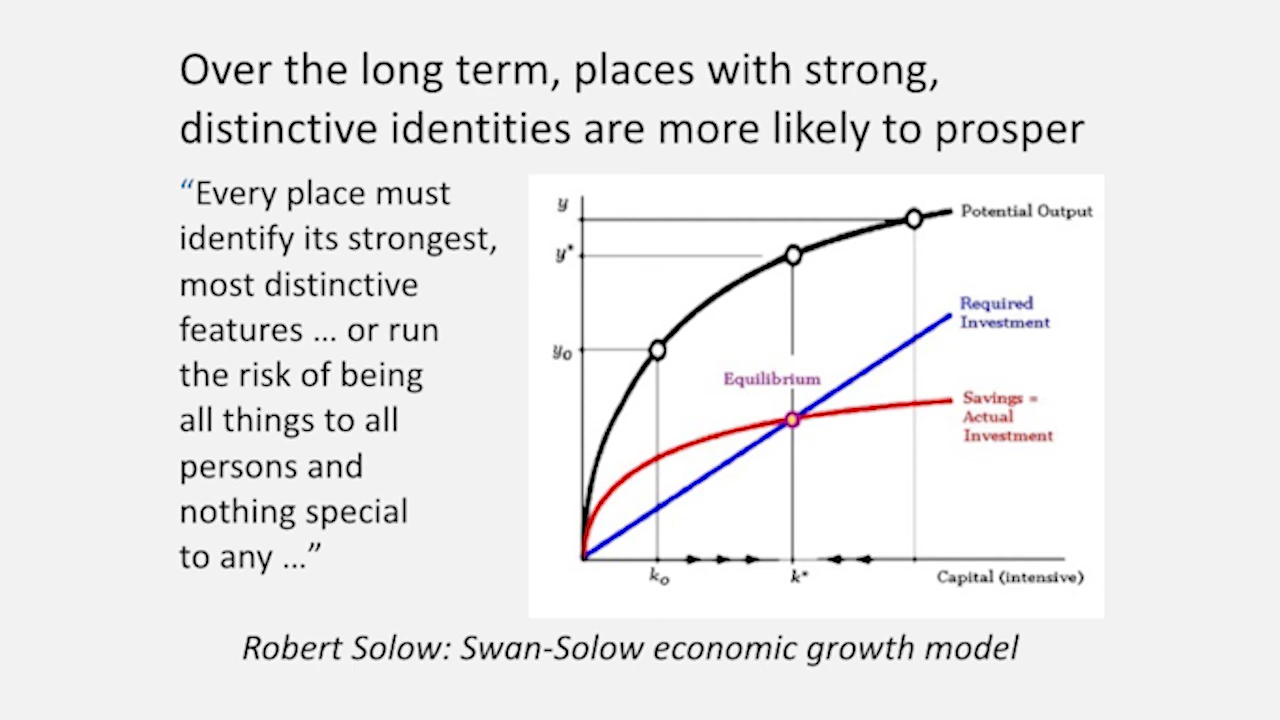 Over the long term, places with strong,
distinctive identities are more likely to prosper
“Every place must
identify its strongest,
most distinctive
features ... or run
the risk of being
all things to all
persons and
nothing special
to any ...”
y
Potential Output
y*
Required
Investment
y₀
Equilibrium
Savings =
Actual
Investment
k₀
k*
Capital (intensive)
Robert Solow: Swan-Solow economic growth model